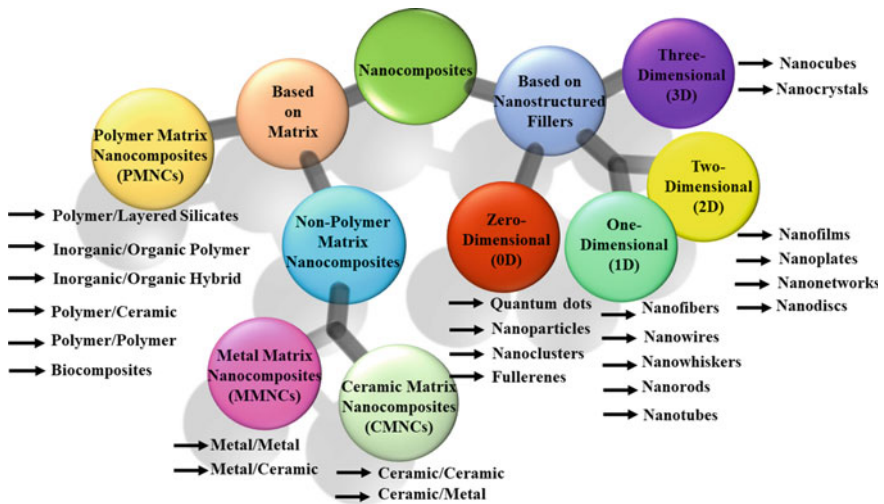 Nanocomposites
Based
on
Matrix
Polymer Matrix
Nanocomposites
(PMNCs)
Polymer/Layered Silicates
Inorganic/Organic Polymer
Inorganic/Organic Hybrid
Polymer/Ceramic
Polymer/Polymer
Biocomposites
Non-Polymer
Matrix
Nanocomposites
Metal Matrix
Nanocomposites
(MMNCs)
Metal/Metal
Metal/Ceramic
Ceramic Matrix
Nanocomposites
(CMNCs)
Ceramic/Ceramic
Ceramic/Metal
Based on
Nanostructured
Fillers
Zero-
Dimensional
(0D)
Quantum dots
Nanoparticles
Nanoclusters
Fullerenes
One-
Dimensional
(1D)
Nanofibers
Nanowires
Nanowhiskers
Nanorods
Nanotubes
Two-
Dimensional
(2D)
Nanofilms
Nanoplates
Nanonetworks
Nanodiscs
Three-
Dimensional
(3D)
Nanocubes
Nanocrystals